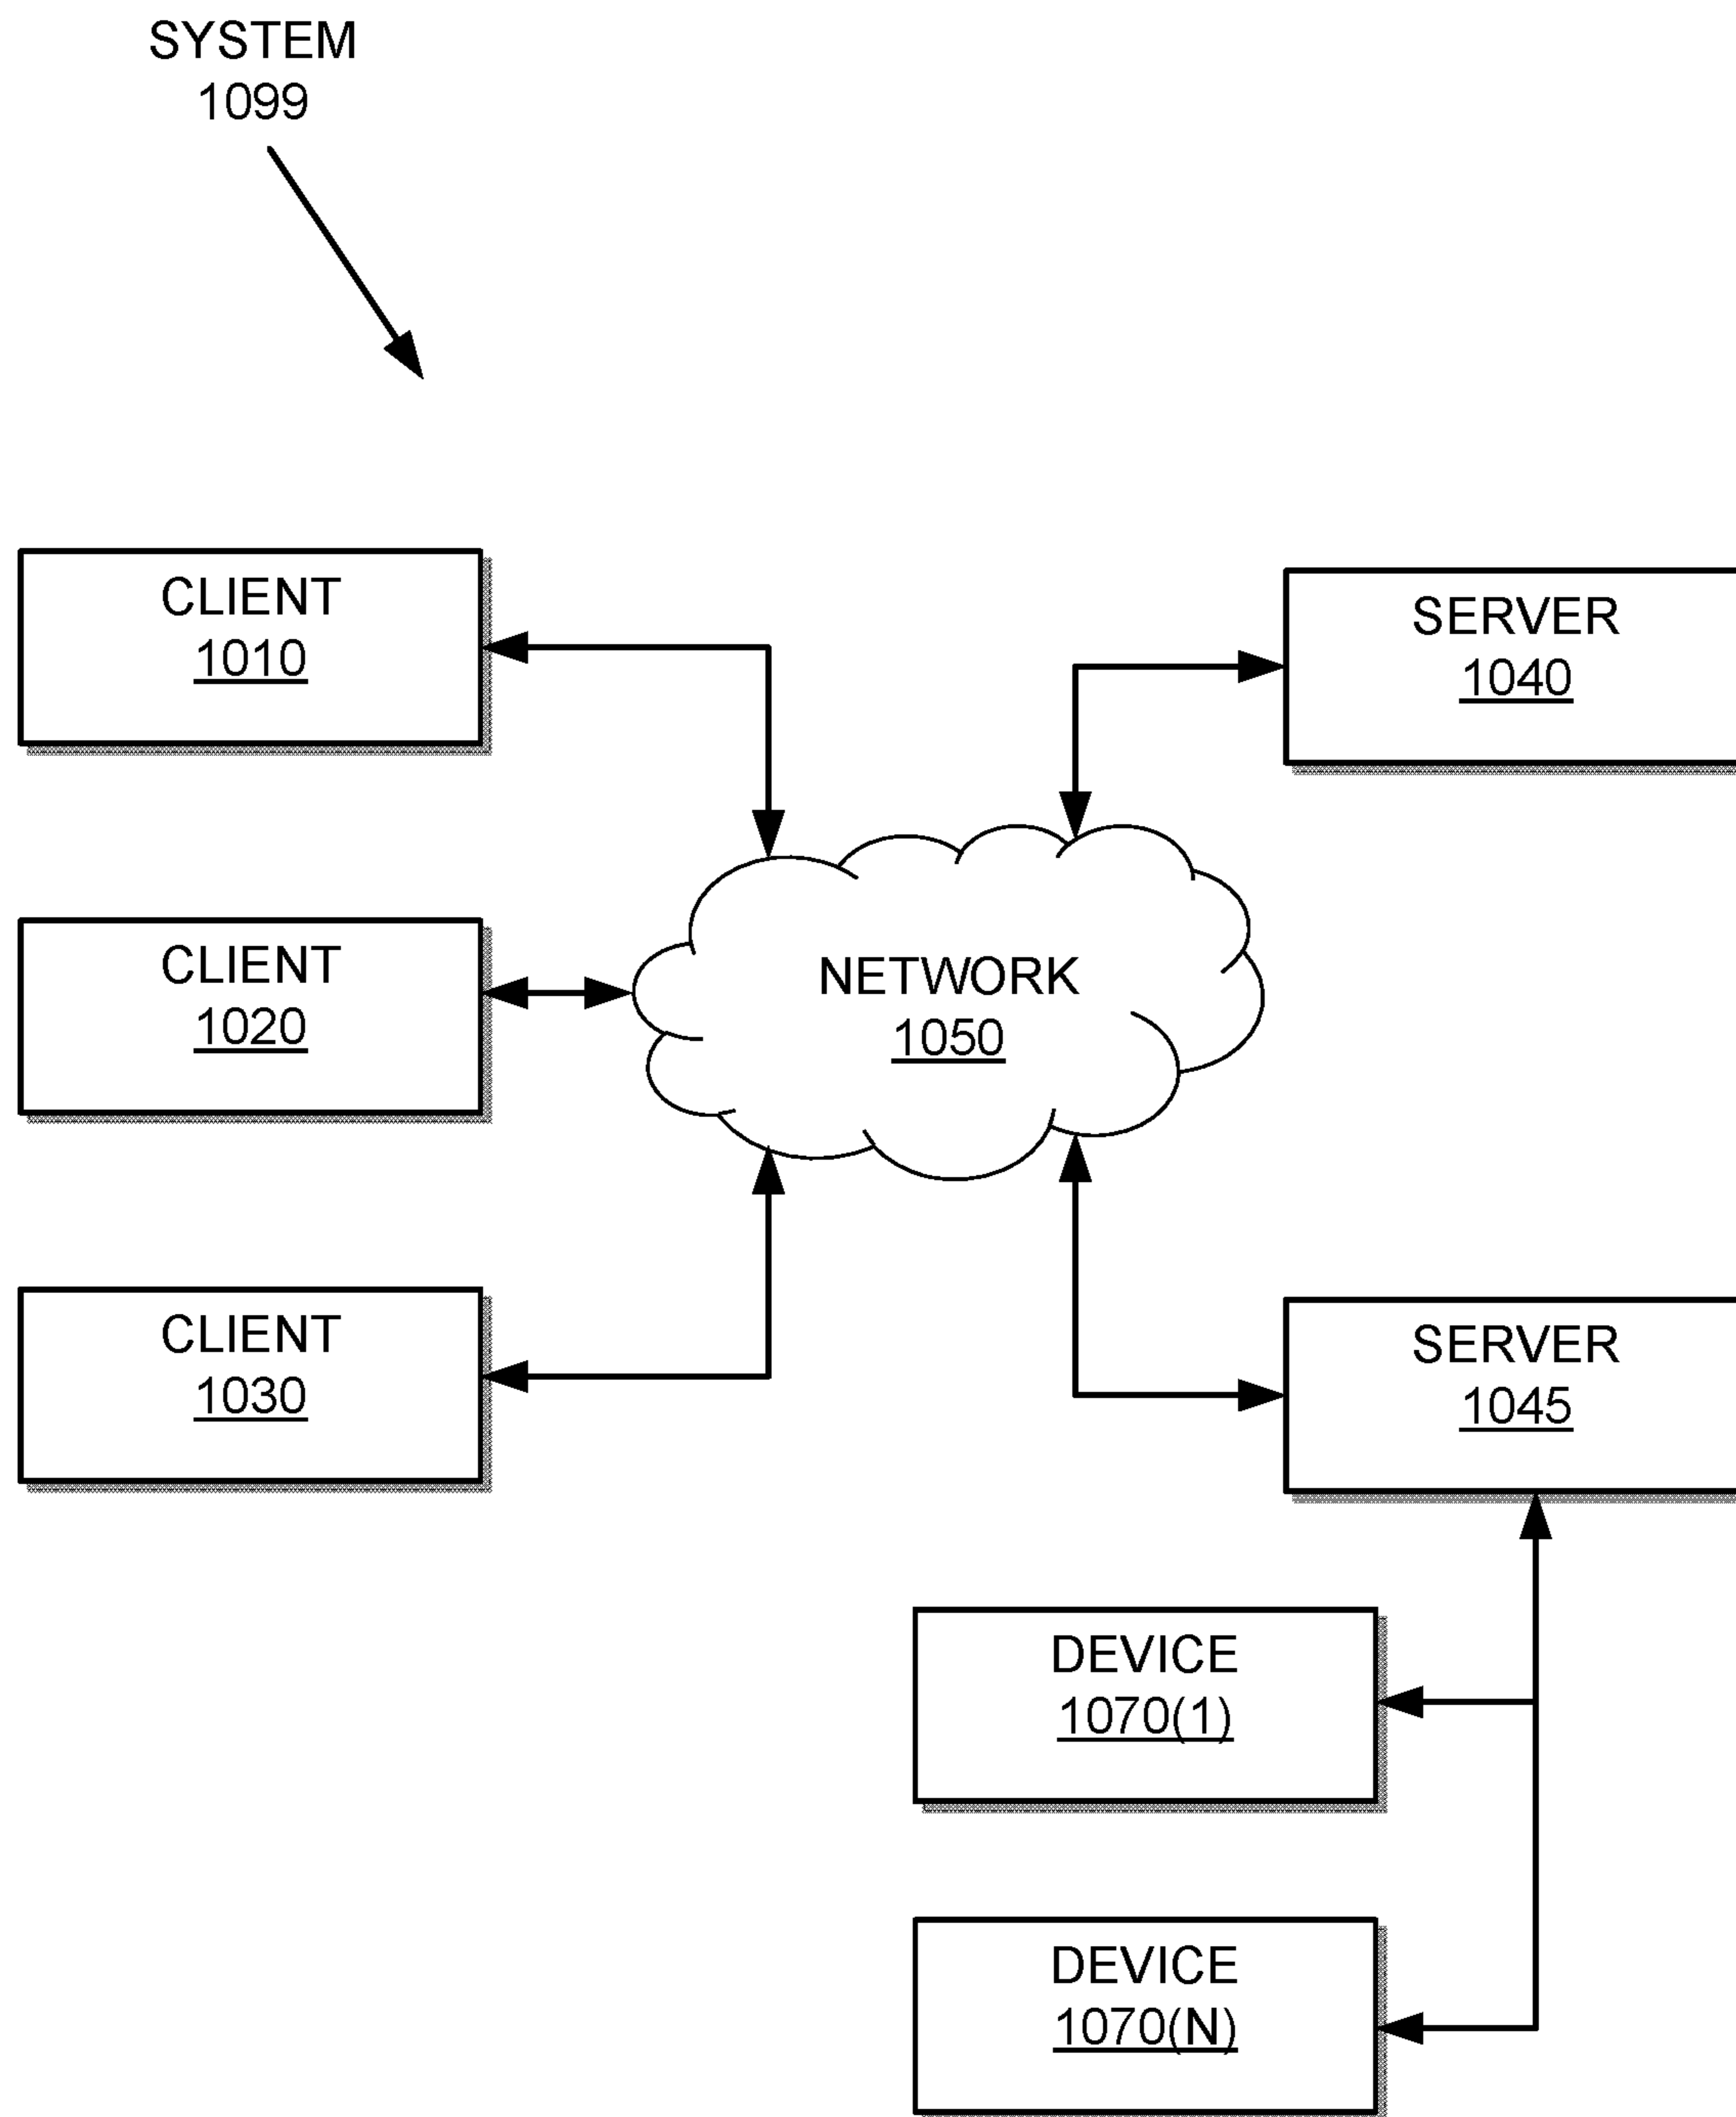 SYSTEM
1099
CLIENT
1010
SERVER
1040
CLIENT
1020
NETWORK
1050
CLIENT
1030
SERVER
1045
DEVICE
1070(1)
DEVICE
1070(N)